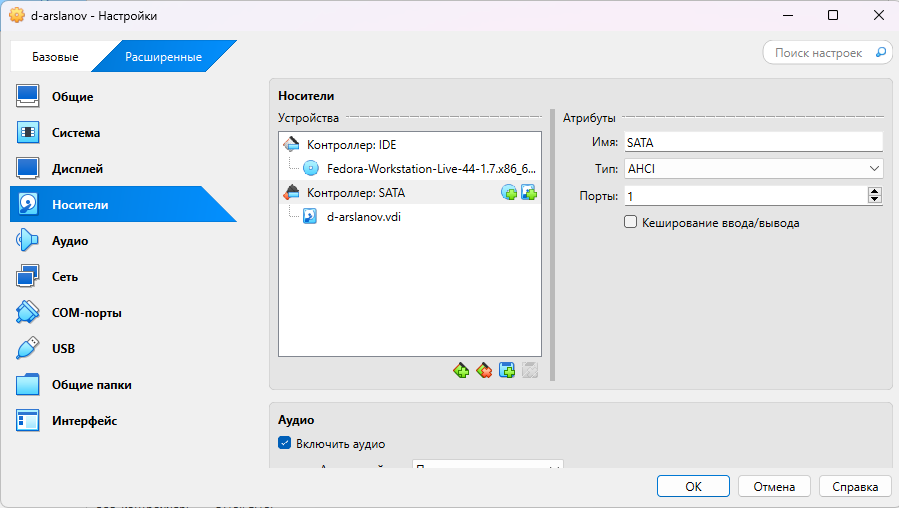 d-arslanov - Настройки
Базовые
Расширенные
Поиск настроек
Общие
Система
Дисплей
Носители
Аудио
Сеть
COM-порты
USB
Общие папки
Интерфейс
Носители
Устройства
Контроллер: IDE
Fedora-Workstation-Live-44-1.7.x86_6...
Контроллер: SATA
d-arslanov.vdi
Атрибуты
Имя: SATA
Тип: AHCI
Порты: 1
Кеширование ввода/вывода
Аудио
Включить аудио
OK
Отмена
Справка